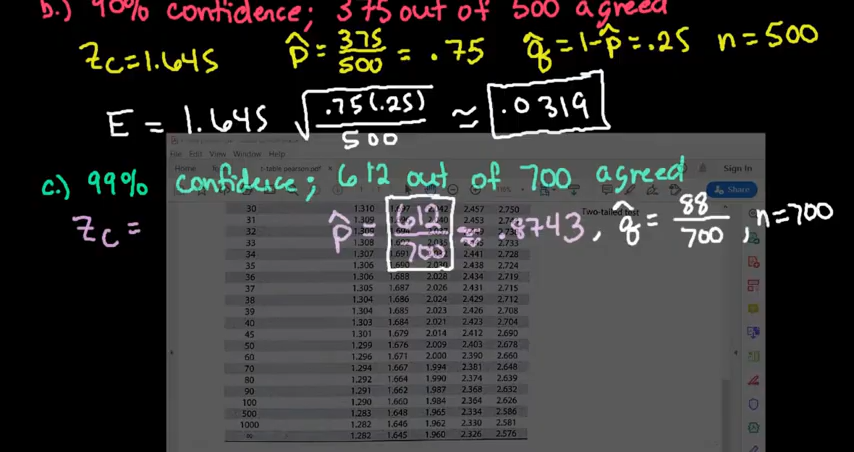 b.) 90% confidence; 375 out of 500 agreed
Zc=1.645 p̂=375/500=.75 q̂=1-p̂=.25 n=500
E = 1.645 √.75(.25)/500 ≈ .0319
File Edit View Window Help
Home t-table pearson.pdf Sign In
c.) 99% confidence; 612 out of 700 agreed
Share
Zc= p̂=612/700≈.8743, q̂=88/700, n=700
Two-tailed test
30 1.310 1.697 2.042 2.457 2.750
31 1.309 2.453
32 1.309
33 1.308 2.733
34 1.307 2.441 2.728
35 1.306 1.690 2.030 2.438 2.724
36 1.306 1.688 2.028 2.434 2.719
37 1.305 1.687 2.026 2.431 2.715
38 1.304 1.686 2.024 2.429 2.712
39 1.304 1.685 2.023 2.426 2.708
40 1.303 1.684 2.021 2.423 2.704
45 1.301 1.679 2.014 2.412 2.690
50 1.299 1.676 2.009 2.403 2.678
60 1.296 1.671 2.000 2.390 2.660
70 1.294 1.667 1.994 2.381 2.648
80 1.292 1.664 1.990 2.374 2.639
90 1.291 1.662 1.987 2.368 2.632
100 1.290 1.660 1.984 2.364 2.626
500 1.283 1.648 1.965 2.334 2.586
1000 1.282 1.646 1.962 2.330 2.581
∞ 1.282 1.645 1.960 2.326 2.576